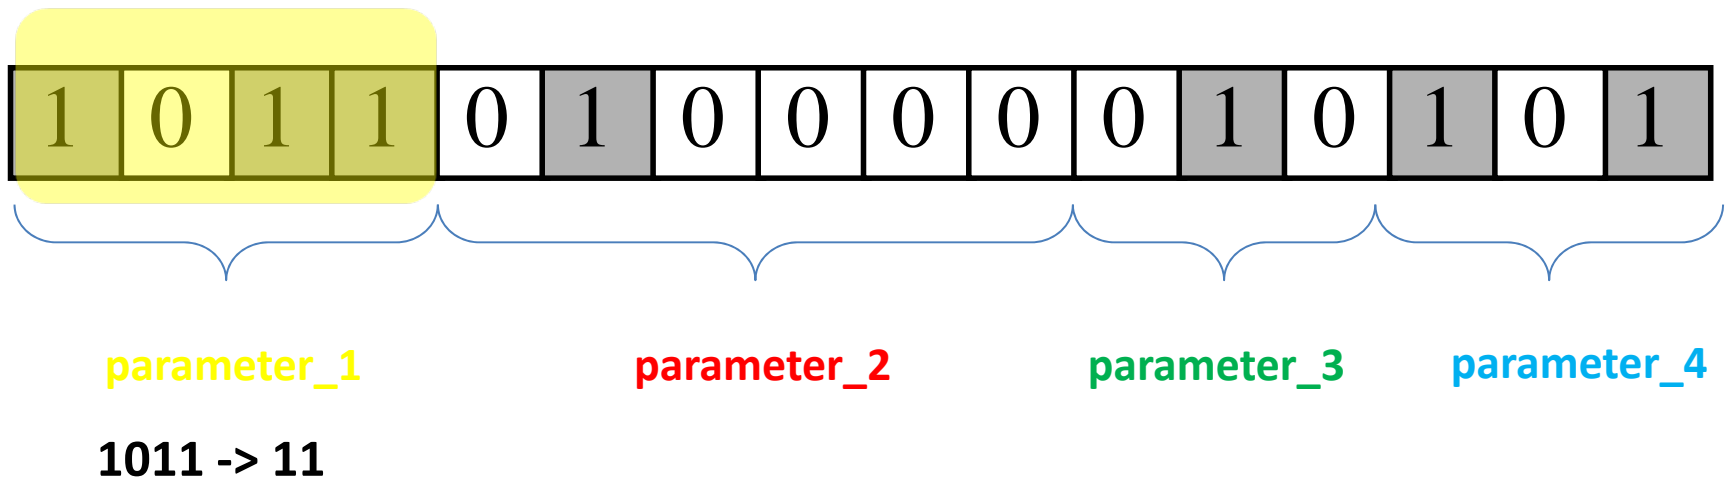 1 0 1 1 0 1 0 0 0 0 0 1 0 1 0 1
parameter_1 parameter_2 parameter_3 parameter_4
1011 -> 11